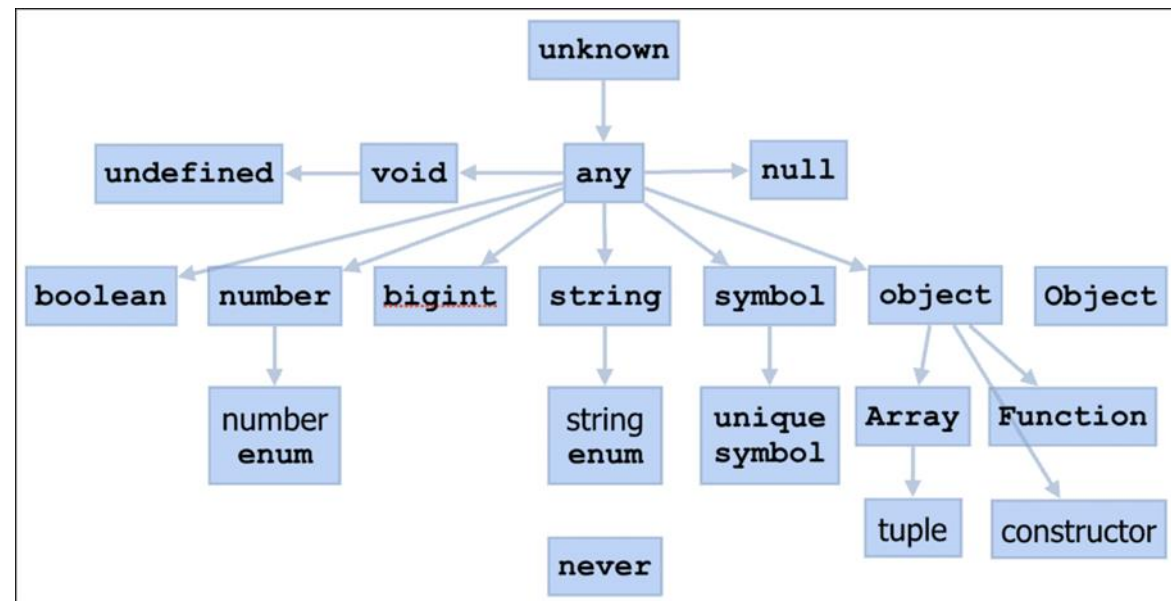 unknown
undefined
void
any
null
boolean
number
bigint
string
symbol
object
Object
number
enum
string
enum
unique
symbol
Array
Function
tuple
constructor
never